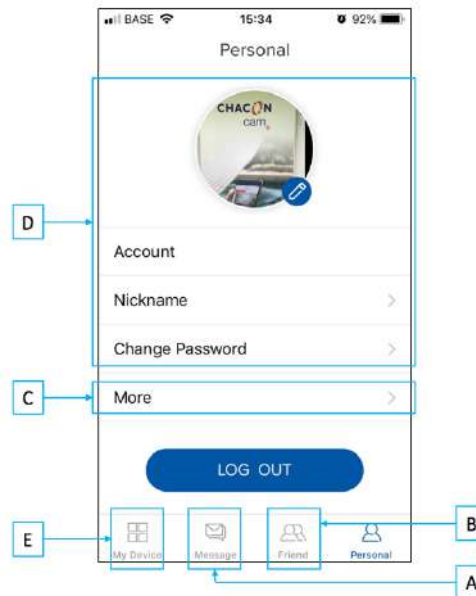 BASE 15:34 92%
Personal
CHACON
cam
D
Account
Nickname
Change Password
C
More
LOG OUT
E
My Device
Message
Friend
Personal
B
A